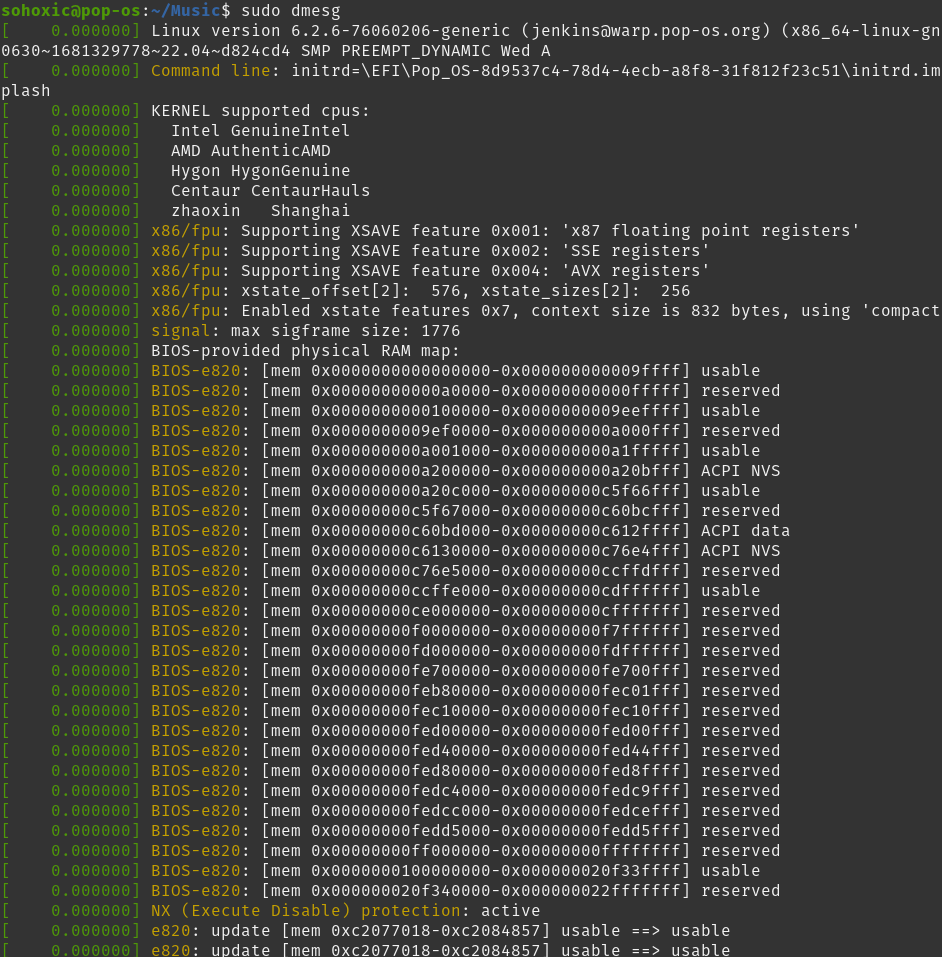 sohoxic@pop-os:~/Music$ sudo dmesg
[    0.000000] Linux version 6.2.6-76060206-generic (jenkins@warp.pop-os.org) (x86_64-linux-gn
0630~1681329778~22.04~d824cd4 SMP PREEMPT_DYNAMIC Wed A
[    0.000000] Command line: initrd=\EFI\Pop_OS-8d9537c4-78d4-4ecb-a8f8-31f812f23c51\initrd.im
plash
[    0.000000] KERNEL supported cpus:
[    0.000000]   Intel GenuineIntel
[    0.000000]   AMD AuthenticAMD
[    0.000000]   Hygon HygonGenuine
[    0.000000]   Centaur CentaurHauls
[    0.000000]   zhaoxin   Shanghai
[    0.000000] x86/fpu: Supporting XSAVE feature 0x001: 'x87 floating point registers'
[    0.000000] x86/fpu: Supporting XSAVE feature 0x002: 'SSE registers'
[    0.000000] x86/fpu: Supporting XSAVE feature 0x004: 'AVX registers'
[    0.000000] x86/fpu: xstate_offset[2]:  576, xstate_sizes[2]:  256
[    0.000000] x86/fpu: Enabled xstate features 0x7, context size is 832 bytes, using 'compact
[    0.000000] signal: max sigframe size: 1776
[    0.000000] BIOS-provided physical RAM map:
[    0.000000] BIOS-e820: [mem 0x0000000000000000-0x000000000009ffff] usable
[    0.000000] BIOS-e820: [mem 0x00000000000a0000-0x00000000000fffff] reserved
[    0.000000] BIOS-e820: [mem 0x0000000000100000-0x0000000009eeffff] usable
[    0.000000] BIOS-e820: [mem 0x0000000009ef0000-0x000000000a000fff] reserved
[    0.000000] BIOS-e820: [mem 0x000000000a001000-0x000000000a1fffff] usable
[    0.000000] BIOS-e820: [mem 0x000000000a200000-0x000000000a20bfff] ACPI NVS
[    0.000000] BIOS-e820: [mem 0x000000000a20c000-0x00000000c5f66fff] usable
[    0.000000] BIOS-e820: [mem 0x00000000c5f67000-0x00000000c60bcfff] reserved
[    0.000000] BIOS-e820: [mem 0x00000000c60bd000-0x00000000c612ffff] ACPI data
[    0.000000] BIOS-e820: [mem 0x00000000c6130000-0x00000000c76e4fff] ACPI NVS
[    0.000000] BIOS-e820: [mem 0x00000000c76e5000-0x00000000ccffdfff] reserved
[    0.000000] BIOS-e820: [mem 0x00000000ccffe000-0x00000000cdffffff] usable
[    0.000000] BIOS-e820: [mem 0x00000000ce000000-0x00000000cfffffff] reserved
[    0.000000] BIOS-e820: [mem 0x00000000f0000000-0x00000000f7ffffff] reserved
[    0.000000] BIOS-e820: [mem 0x00000000fd000000-0x00000000fdffffff] reserved
[    0.000000] BIOS-e820: [mem 0x00000000fe700000-0x00000000fe700fff] reserved
[    0.000000] BIOS-e820: [mem 0x00000000feb80000-0x00000000fec01fff] reserved
[    0.000000] BIOS-e820: [mem 0x00000000fec10000-0x00000000fec10fff] reserved
[    0.000000] BIOS-e820: [mem 0x00000000fed00000-0x00000000fed00fff] reserved
[    0.000000] BIOS-e820: [mem 0x00000000fed40000-0x00000000fed44fff] reserved
[    0.000000] BIOS-e820: [mem 0x00000000fed80000-0x00000000fed8ffff] reserved
[    0.000000] BIOS-e820: [mem 0x00000000fedc4000-0x00000000fedc9fff] reserved
[    0.000000] BIOS-e820: [mem 0x00000000fedcc000-0x00000000fedcefff] reserved
[    0.000000] BIOS-e820: [mem 0x00000000fedd5000-0x00000000fedd5fff] reserved
[    0.000000] BIOS-e820: [mem 0x00000000ff000000-0x00000000ffffffff] reserved
[    0.000000] BIOS-e820: [mem 0x0000000100000000-0x000000020f33ffff] usable
[    0.000000] BIOS-e820: [mem 0x000000020f340000-0x000000022fffffff] reserved
[    0.000000] NX (Execute Disable) protection: active
[    0.000000] e820: update [mem 0xc2077018-0xc2084857] usable ==> usable
[    0.000000] e820: update [mem 0xc2077018-0xc2084857] usable ==> usable